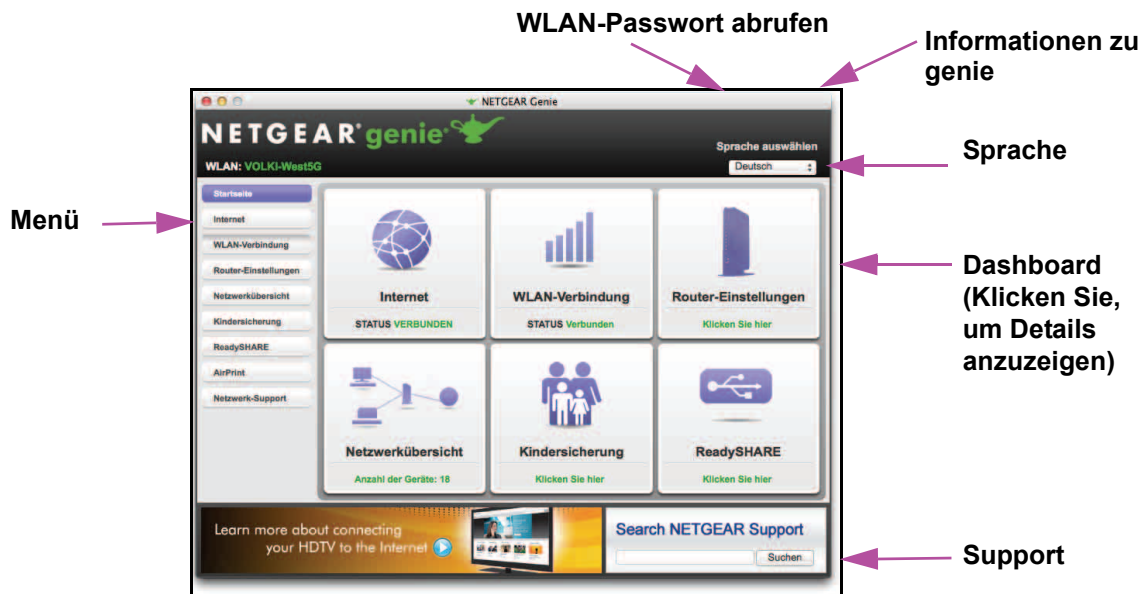 WLAN-Passwort abrufen
Informationen zu
genie
NETGEAR Genie
NETGEAR® genie®
Sprache auswählen
WLAN: VOLKI-West5G
Deutsch
Sprache
Menü
Startseite
Internet
WLAN-Verbindung
Router-Einstellungen
Netzwerkübersicht
Kindersicherung
ReadySHARE
AirPrint
Netzwerk-Support
Internet
STATUS VERBUNDEN
WLAN-Verbindung
STATUS Verbunden
Router-Einstellungen
Klicken Sie hier
Dashboard
(Klicken Sie,
um Details
anzuzeigen)
Netzwerkübersicht
Anzahl der Geräte: 18
Kindersicherung
Klicken Sie hier
ReadySHARE
Klicken Sie hier
Learn more about connecting
your HDTV to the Internet
Search NETGEAR Support
Suchen
Support